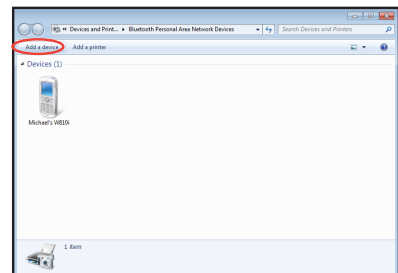 « Devices and Print... ▸ Bluetooth Personal Area Network Devices
Search Devices and Printers
Add a device
Add a printer
Devices (1)
Michael's W810i
1 item